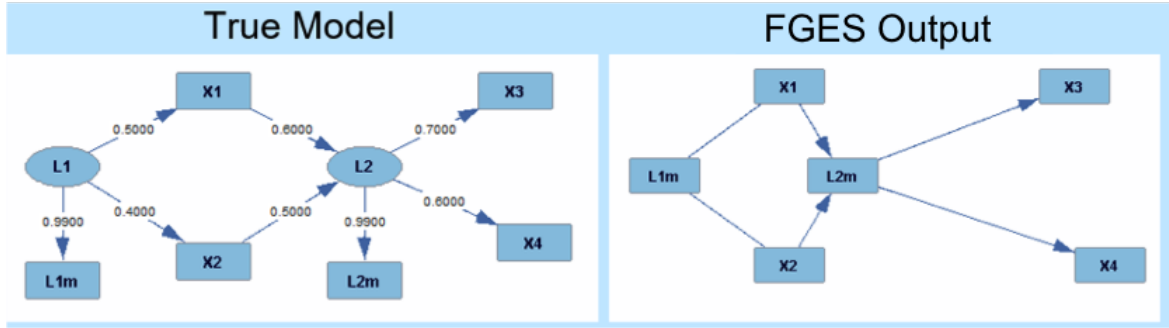 True Model
FGES Output
X1
X3
0.5000
0.6000
0.7000
L1
L2
0.9900
0.4000
0.5000
0.9900
0.6000
X2
X4
L1m
L2m
X1
X3
L1m
L2m
X2
X4